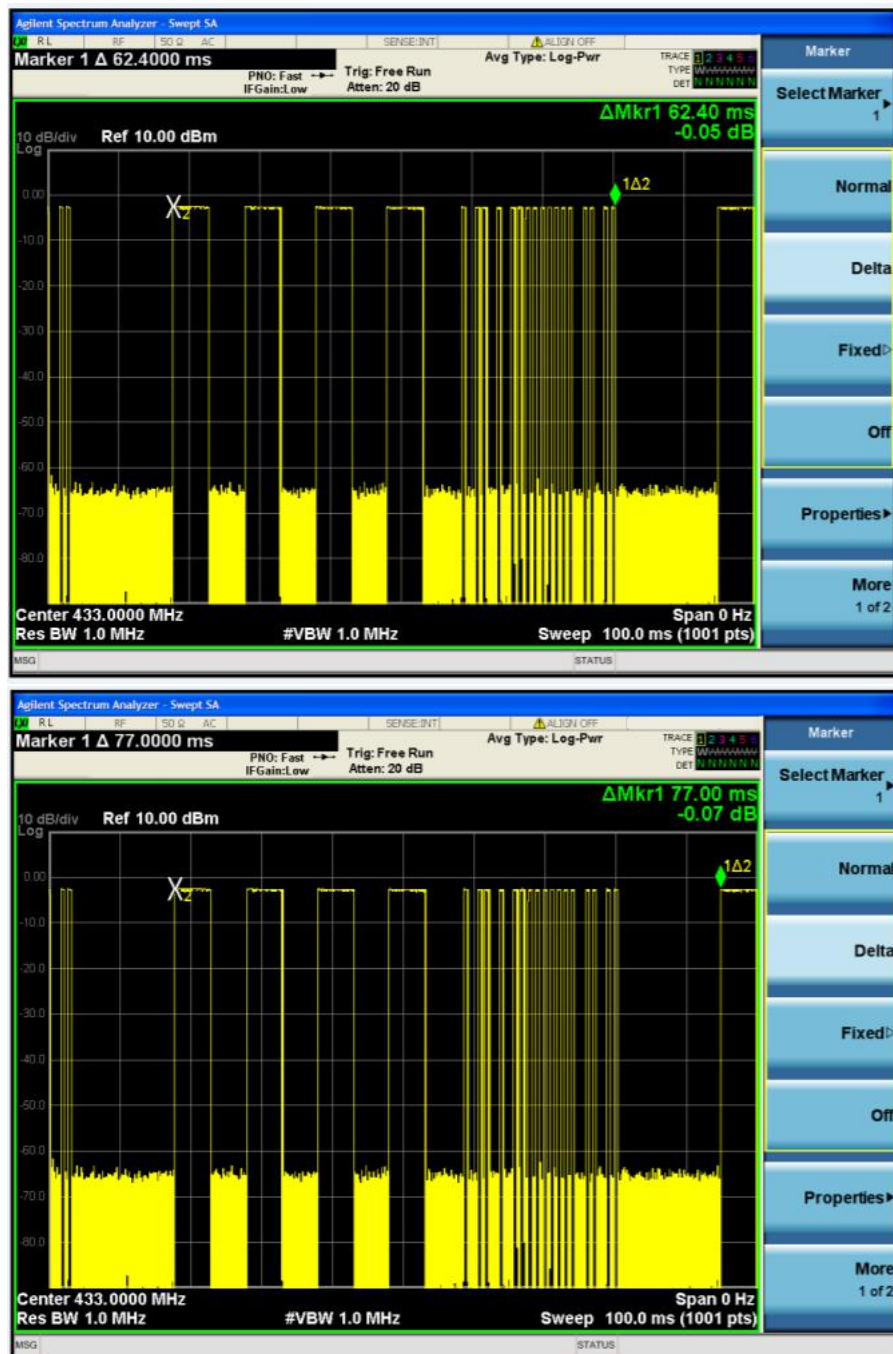 Agilent Spectrum Analyzer - Swept SA
RL RF 50 Ω AC SENSE:INT ALIGN OFF
Marker 1 Δ 62.4000 ms
PNO: Fast
IFGain:Low
Trig: Free Run
Atten: 20 dB
Avg Type: Log-Pwr
TRACE 1 2 3 4 5 6
TYPE
DET N N N N N N
ΔMkr1 62.40 ms
-0.05 dB
10 dB/div Ref 10.00 dBm
Log
0.00
-10.0
-20.0
-30.0
-40.0
-50.0
-60.0
-70.0
-80.0
X2
1Δ2
Center 433.0000 MHz Span 0 Hz
Res BW 1.0 MHz #VBW 1.0 MHz Sweep 100.0 ms (1001 pts)
MSG STATUS
Marker
Select Marker
1
Normal
Delta
Fixed
Off
Properties
More
1 of 2
Agilent Spectrum Analyzer - Swept SA
RL RF 50 Ω AC SENSE:INT ALIGN OFF
Marker 1 Δ 77.0000 ms
PNO: Fast
IFGain:Low
Trig: Free Run
Atten: 20 dB
Avg Type: Log-Pwr
TRACE 1 2 3 4 5 6
TYPE
DET N N N N N N
ΔMkr1 77.00 ms
-0.07 dB
10 dB/div Ref 10.00 dBm
Log
0.00
-10.0
-20.0
-30.0
-40.0
-50.0
-60.0
-70.0
-80.0
X2
1Δ2
Center 433.0000 MHz Span 0 Hz
Res BW 1.0 MHz #VBW 1.0 MHz Sweep 100.0 ms (1001 pts)
MSG STATUS
Marker
Select Marker
1
Normal
Delta
Fixed
Off
Properties
More
1 of 2